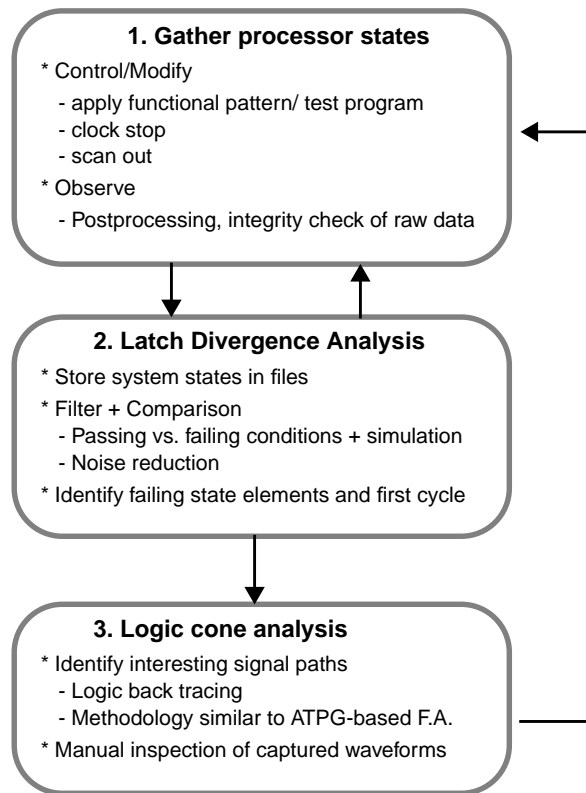 1. Gather processor states
* Control/Modify
- apply functional pattern/ test program
- clock stop
- scan out
* Observe
- Postprocessing, integrity check of raw data
2. Latch Divergence Analysis
* Store system states in files
* Filter + Comparison
- Passing vs. failing conditions + simulation
- Noise reduction
* Identify failing state elements and first cycle
3. Logic cone analysis
* Identify interesting signal paths
- Logic back tracing
- Methodology similar to ATPG-based F.A.
* Manual inspection of captured waveforms